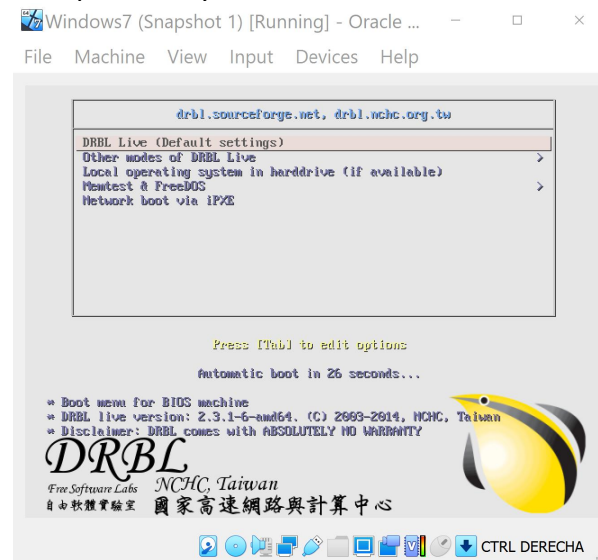 Windows7 (Snapshot 1) [Running] - Oracle ...
File Machine View Input Devices Help
drbl.sourceforge.net, drbl.nchc.org.tw
DRBL Live (Default settings)
Other modes of DRBL Live >
Local operating system in harddrive (if available)
Memtest & FreeDOS >
Network boot via iPXE
Press [Tab] to edit options
Automatic boot in 26 seconds...
* Boot menu for BIOS machine
* DRBL live version: 2.3.1-6-amd64. (C) 2003-2014, NCHC, Taiwan
* Disclaimer: DRBL comes with ABSOLUTELY NO WARRANTY
DRBL
Free Software Labs NCHC, Taiwan
自由軟體實驗室 國家高速網路與計算中心
CTRL DERECHA